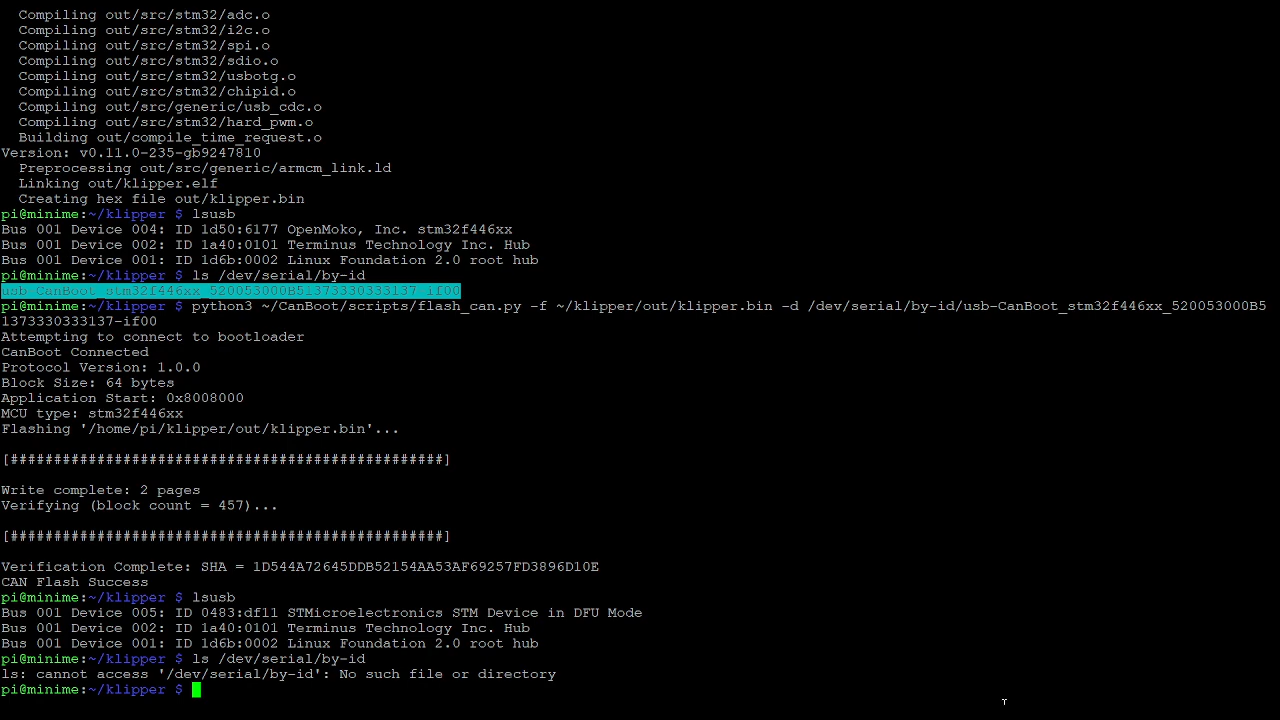 Compiling out/src/stm32/adc.o
Compiling out/src/stm32/i2c.o
Compiling out/src/stm32/spi.o
Compiling out/src/stm32/sdio.o
Compiling out/src/stm32/usbotg.o
Compiling out/src/stm32/chipid.o
Compiling out/src/generic/usb_cdc.o
Compiling out/src/stm32/hard_pwm.o
Building out/compile_time_request.o
Version: v0.11.0-235-gb9247810
Preprocessing out/src/generic/armcm_link.ld
Linking out/klipper.elf
Creating hex file out/klipper.bin
pi@minime:~/klipper $ lsusb
Bus 001 Device 004: ID 1d50:6177 OpenMoko, Inc. stm32f446xx
Bus 001 Device 002: ID 1a40:0101 Terminus Technology Inc. Hub
Bus 001 Device 001: ID 1d6b:0002 Linux Foundation 2.0 root hub
pi@minime:~/klipper $ ls /dev/serial/by-id
usb-CanBoot_stm32f446xx_520053000B51373330333137-if00
pi@minime:~/klipper $ python3 ~/CanBoot/scripts/flash_can.py -f ~/klipper/out/klipper.bin -d /dev/serial/by-id/usb-CanBoot_stm32f446xx_520053000B5
1373330333137-if00
Attempting to connect to bootloader
CanBoot Connected
Protocol Version: 1.0.0
Block Size: 64 bytes
Application Start: 0x8008000
MCU type: stm32f446xx
Flashing '/home/pi/klipper/out/klipper.bin'...
[##################################################]
Write complete: 2 pages
Verifying (block count = 457)...
[##################################################]
Verification Complete: SHA = 1D544A72645DDB52154AA53AF69257FD3896D10E
CAN Flash Success
pi@minime:~/klipper $ lsusb
Bus 001 Device 005: ID 0483:df11 STMicroelectronics STM Device in DFU Mode
Bus 001 Device 002: ID 1a40:0101 Terminus Technology Inc. Hub
Bus 001 Device 001: ID 1d6b:0002 Linux Foundation 2.0 root hub
pi@minime:~/klipper $ ls /dev/serial/by-id
ls: cannot access '/dev/serial/by-id': No such file or directory
pi@minime:~/klipper $